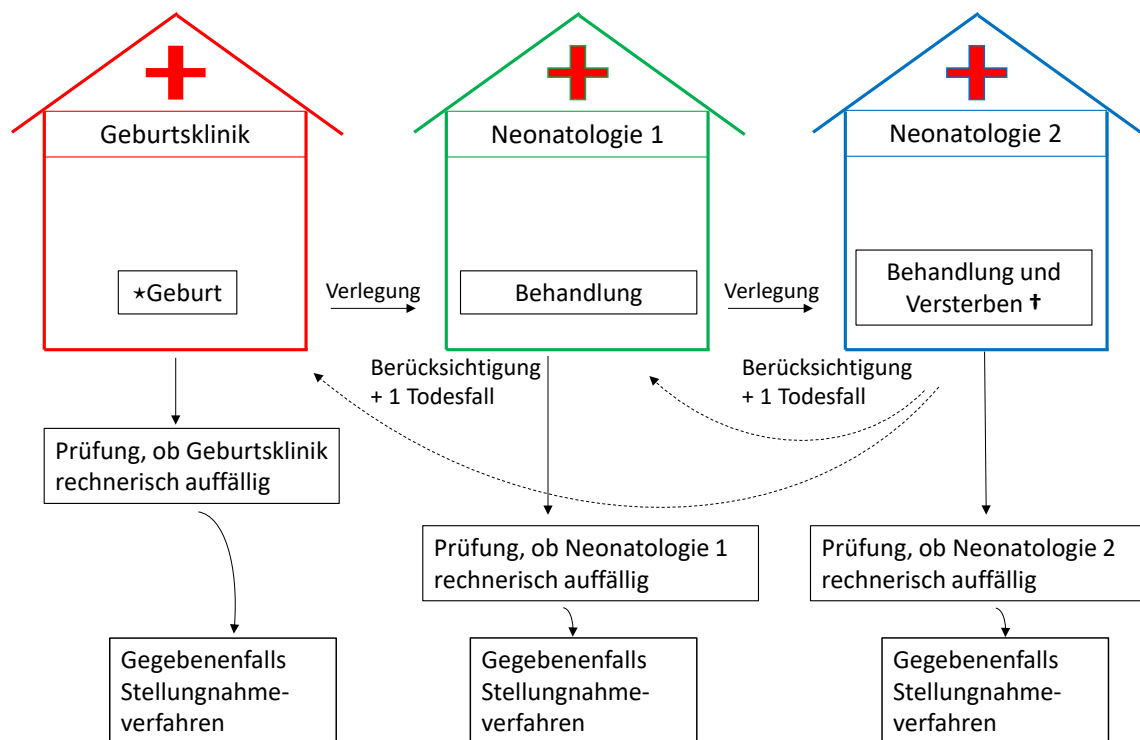 Geburtsklinik
Neonatologie 1
Neonatologie 2
★Geburt
Verlegung
Behandlung
Verlegung
Behandlung und
Versterben ✝
Berücksichtigung
+ 1 Todesfall
Berücksichtigung
+ 1 Todesfall
Prüfung, ob Geburtsklinik
rechnerisch auffällig
Prüfung, ob Neonatologie 1
rechnerisch auffällig
Prüfung, ob Neonatologie 2
rechnerisch auffällig
Gegebenenfalls
Stellungnahme-
verfahren
Gegebenenfalls
Stellungnahme-
verfahren
Gegebenenfalls
Stellungnahme-
verfahren